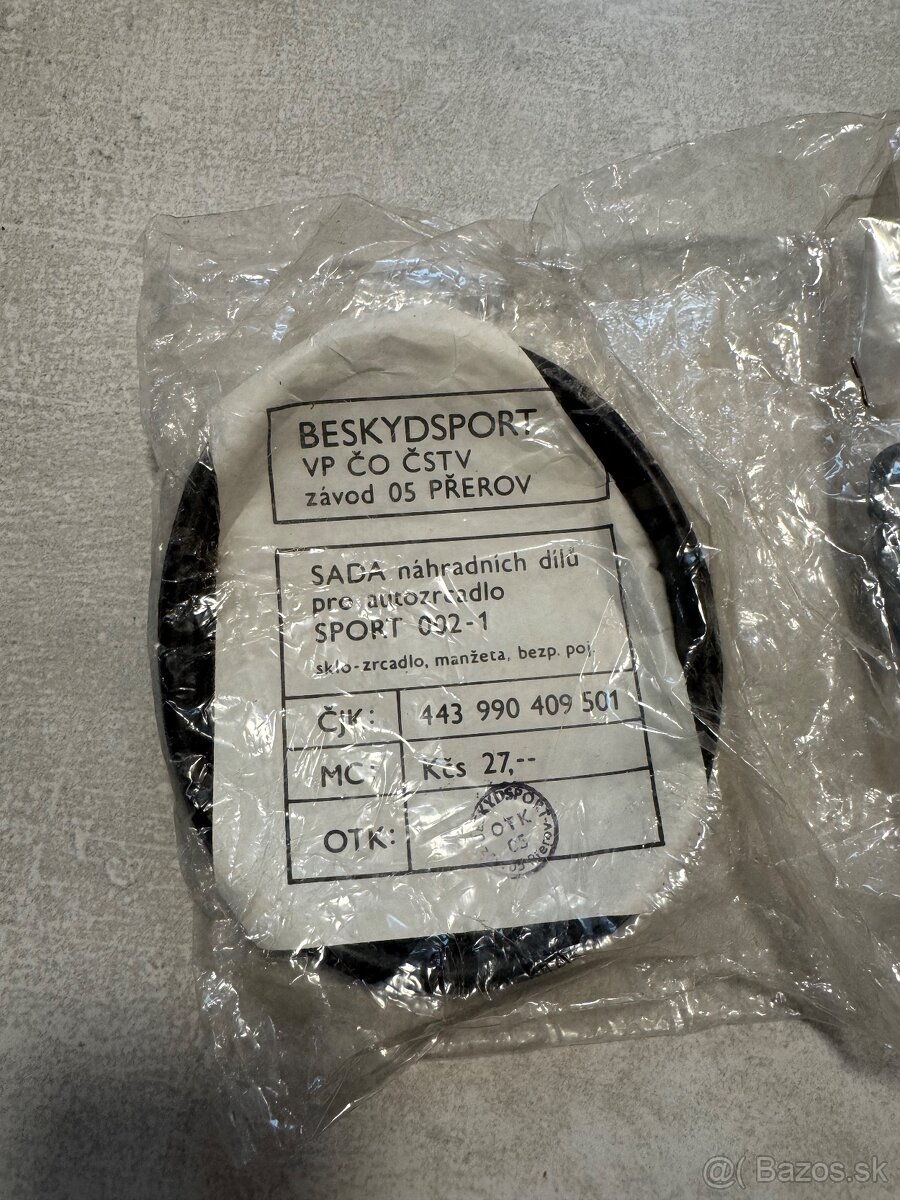 BESKYDSPORT
VP ČO ČSTV
závod 05 PŘEROV
SADA náhradních dílů
pro autozrcadlo
SPORT 002-1
sklo-zrcadlo, manžeta, bezp. poj.
ČJK: 443 990 409 501
MC: Kčs 27,--
OTK:
OTK
05
Bazos.sk